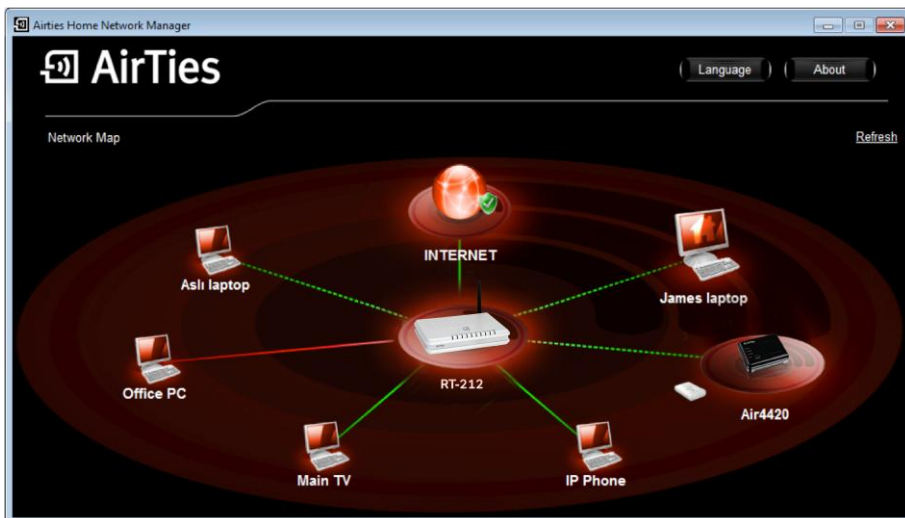 Airties Home Network Manager
AirTies
Language
About
Network Map
Refresh
INTERNET
Aslı laptop
James laptop
RT-212
Office PC
Air4420
Main TV
IP Phone